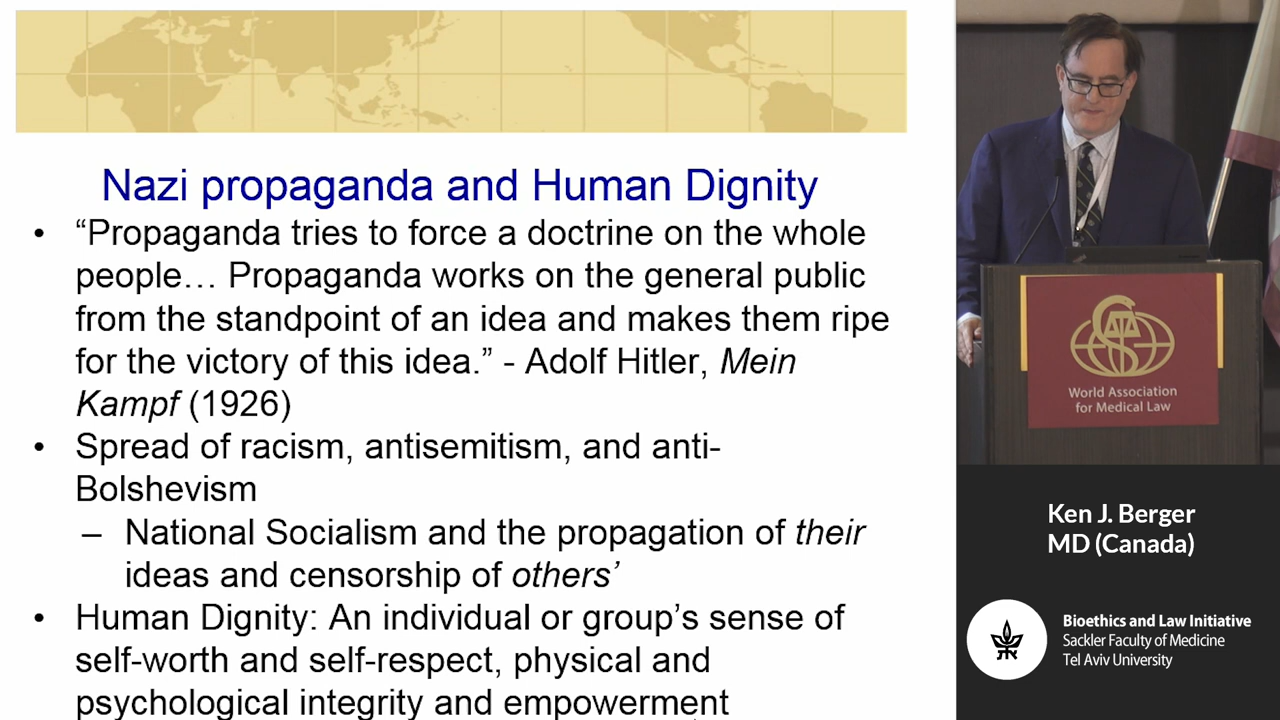 Nazi propaganda and Human Dignity
• “Propaganda tries to force a doctrine on the whole
people… Propaganda works on the general public
from the standpoint of an idea and makes them ripe
for the victory of this idea.” - Adolf Hitler, Mein
Kampf (1926)
• Spread of racism, antisemitism, and anti-
Bolshevism
– National Socialism and the propagation of their
ideas and censorship of others’
• Human Dignity: An individual or group’s sense of
self-worth and self-respect, physical and
psychological integrity and empowerment
World Association
for Medical Law
Ken J. Berger
MD (Canada)
Bioethics and Law Initiative
Sackler Faculty of Medicine
Tel Aviv University